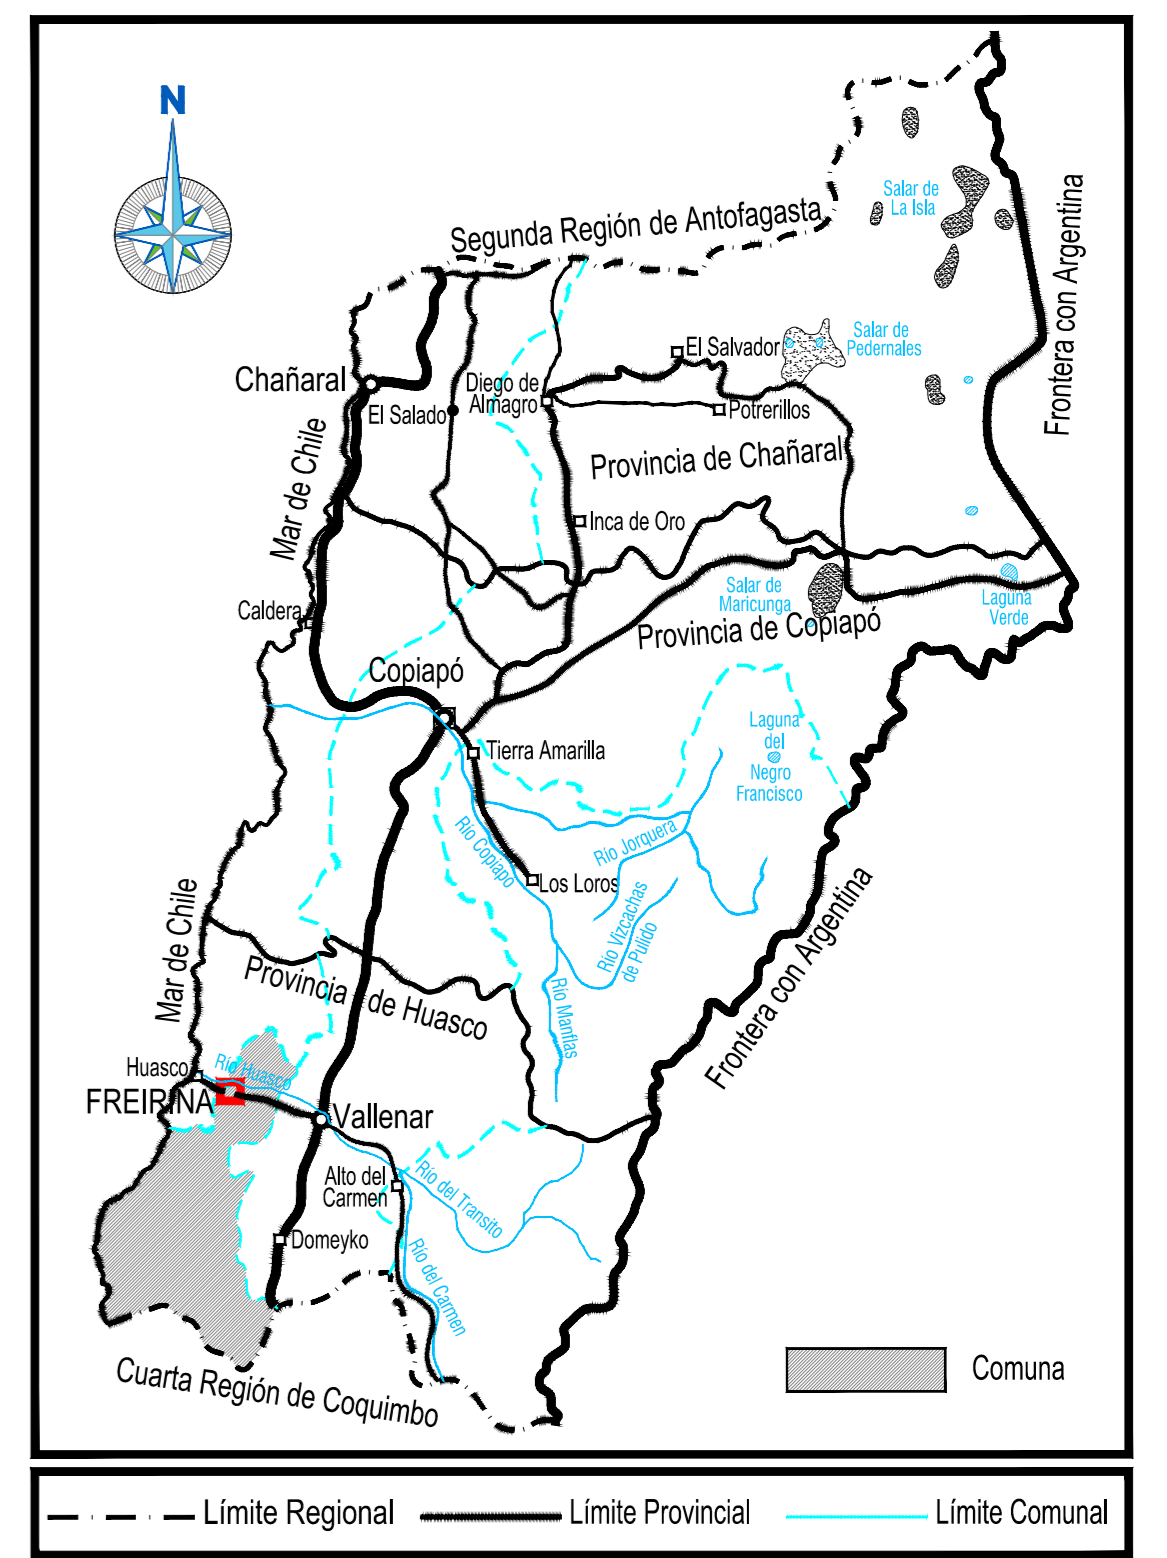 N
Segunda Región de Antofagasta
Salar de
La Isla
Frontera con Argentina
Salar de
Pedernales
El Salvador
Chañaral
Diego de
Almagro
El Salado
Potrerillos
Provincia de Chañaral
Mar de Chile
Inca de Oro
Salar de
Maricunga
Laguna
Verde
Caldera
Provincia de Copiapó
Copiapó
Laguna
del
Negro
Francisco
Tierra Amarilla
Río Copiapó
Río Jorquera
Los Loros
Río Vizcachas
de Pulido
Frontera con Argentina
Mar de Chile
Provincia de Huasco
Río Manflas
Huasco
Río Huasco
FREIRINA
Vallenar
Alto del
Carmen
Río del Transito
Domeyko
Río del Carmen
Cuarta Región de Coquimbo
Comuna
Límite Regional
Límite Provincial
Límite Comunal